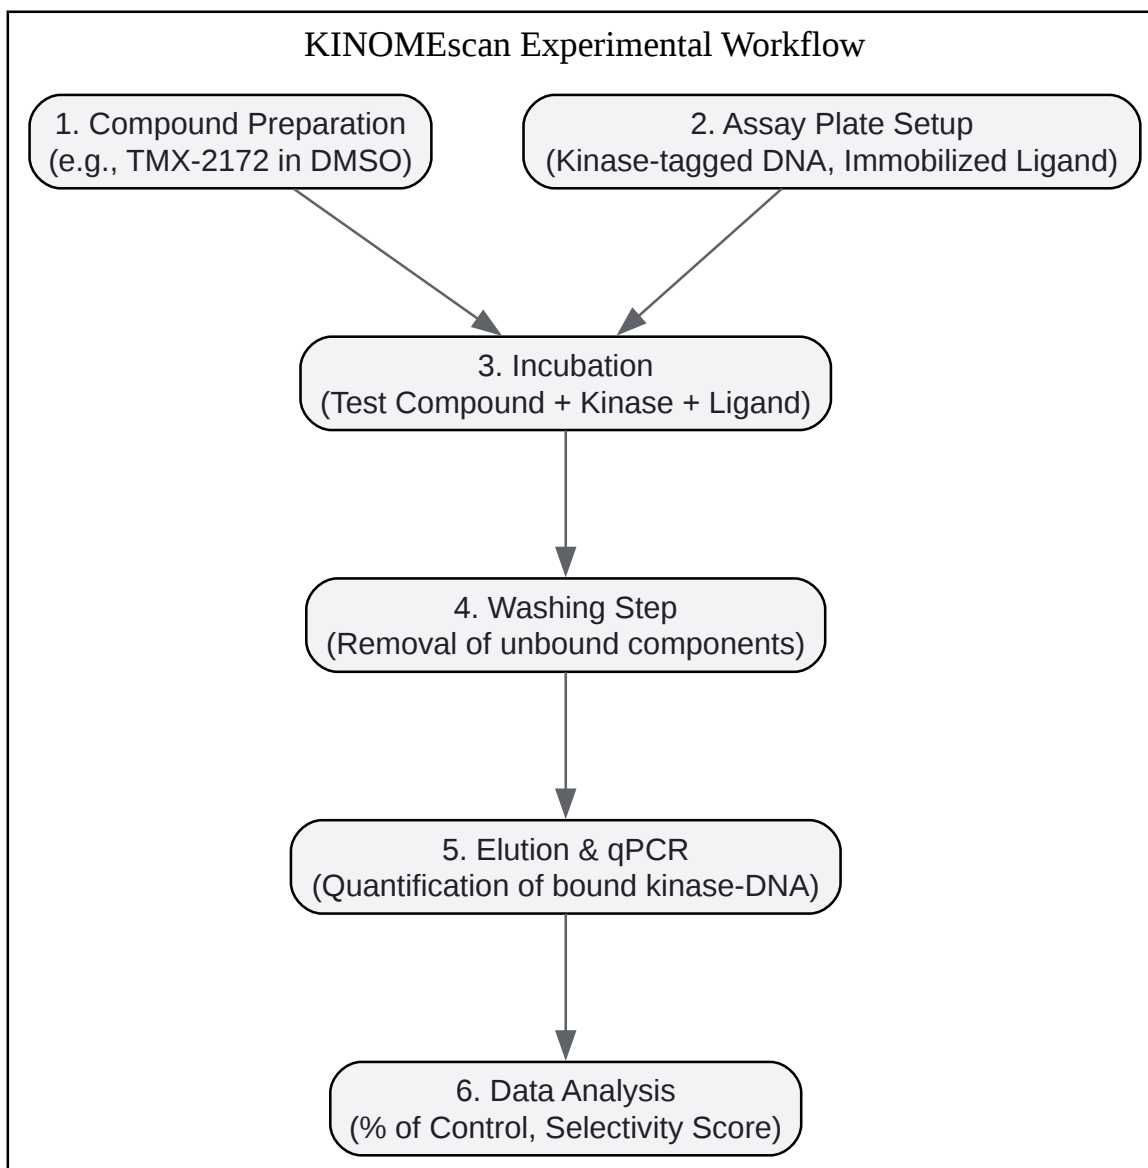 KINOMEscan Experimental Workflow
1. Compound Preparation
(e.g., TMX-2172 in DMSO)
2. Assay Plate Setup
(Kinase-tagged DNA, Immobilized Ligand)
3. Incubation
(Test Compound + Kinase + Ligand)
4. Washing Step
(Removal of unbound components)
5. Elution & qPCR
(Quantification of bound kinase-DNA)
6. Data Analysis
(% of Control, Selectivity Score)